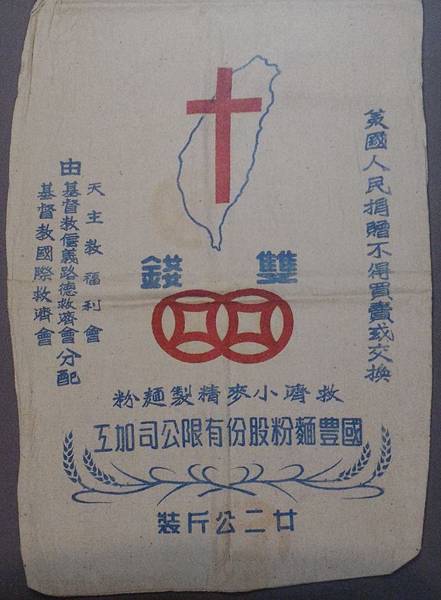 美國人民捐贈不得買賣或交換
由
天主教福利會
基督教信義路德救濟會
基督教國際救濟會
分配
雙錢
救濟小麥精製麵粉
國豐麵粉股份有限公司加工
廿二公斤裝